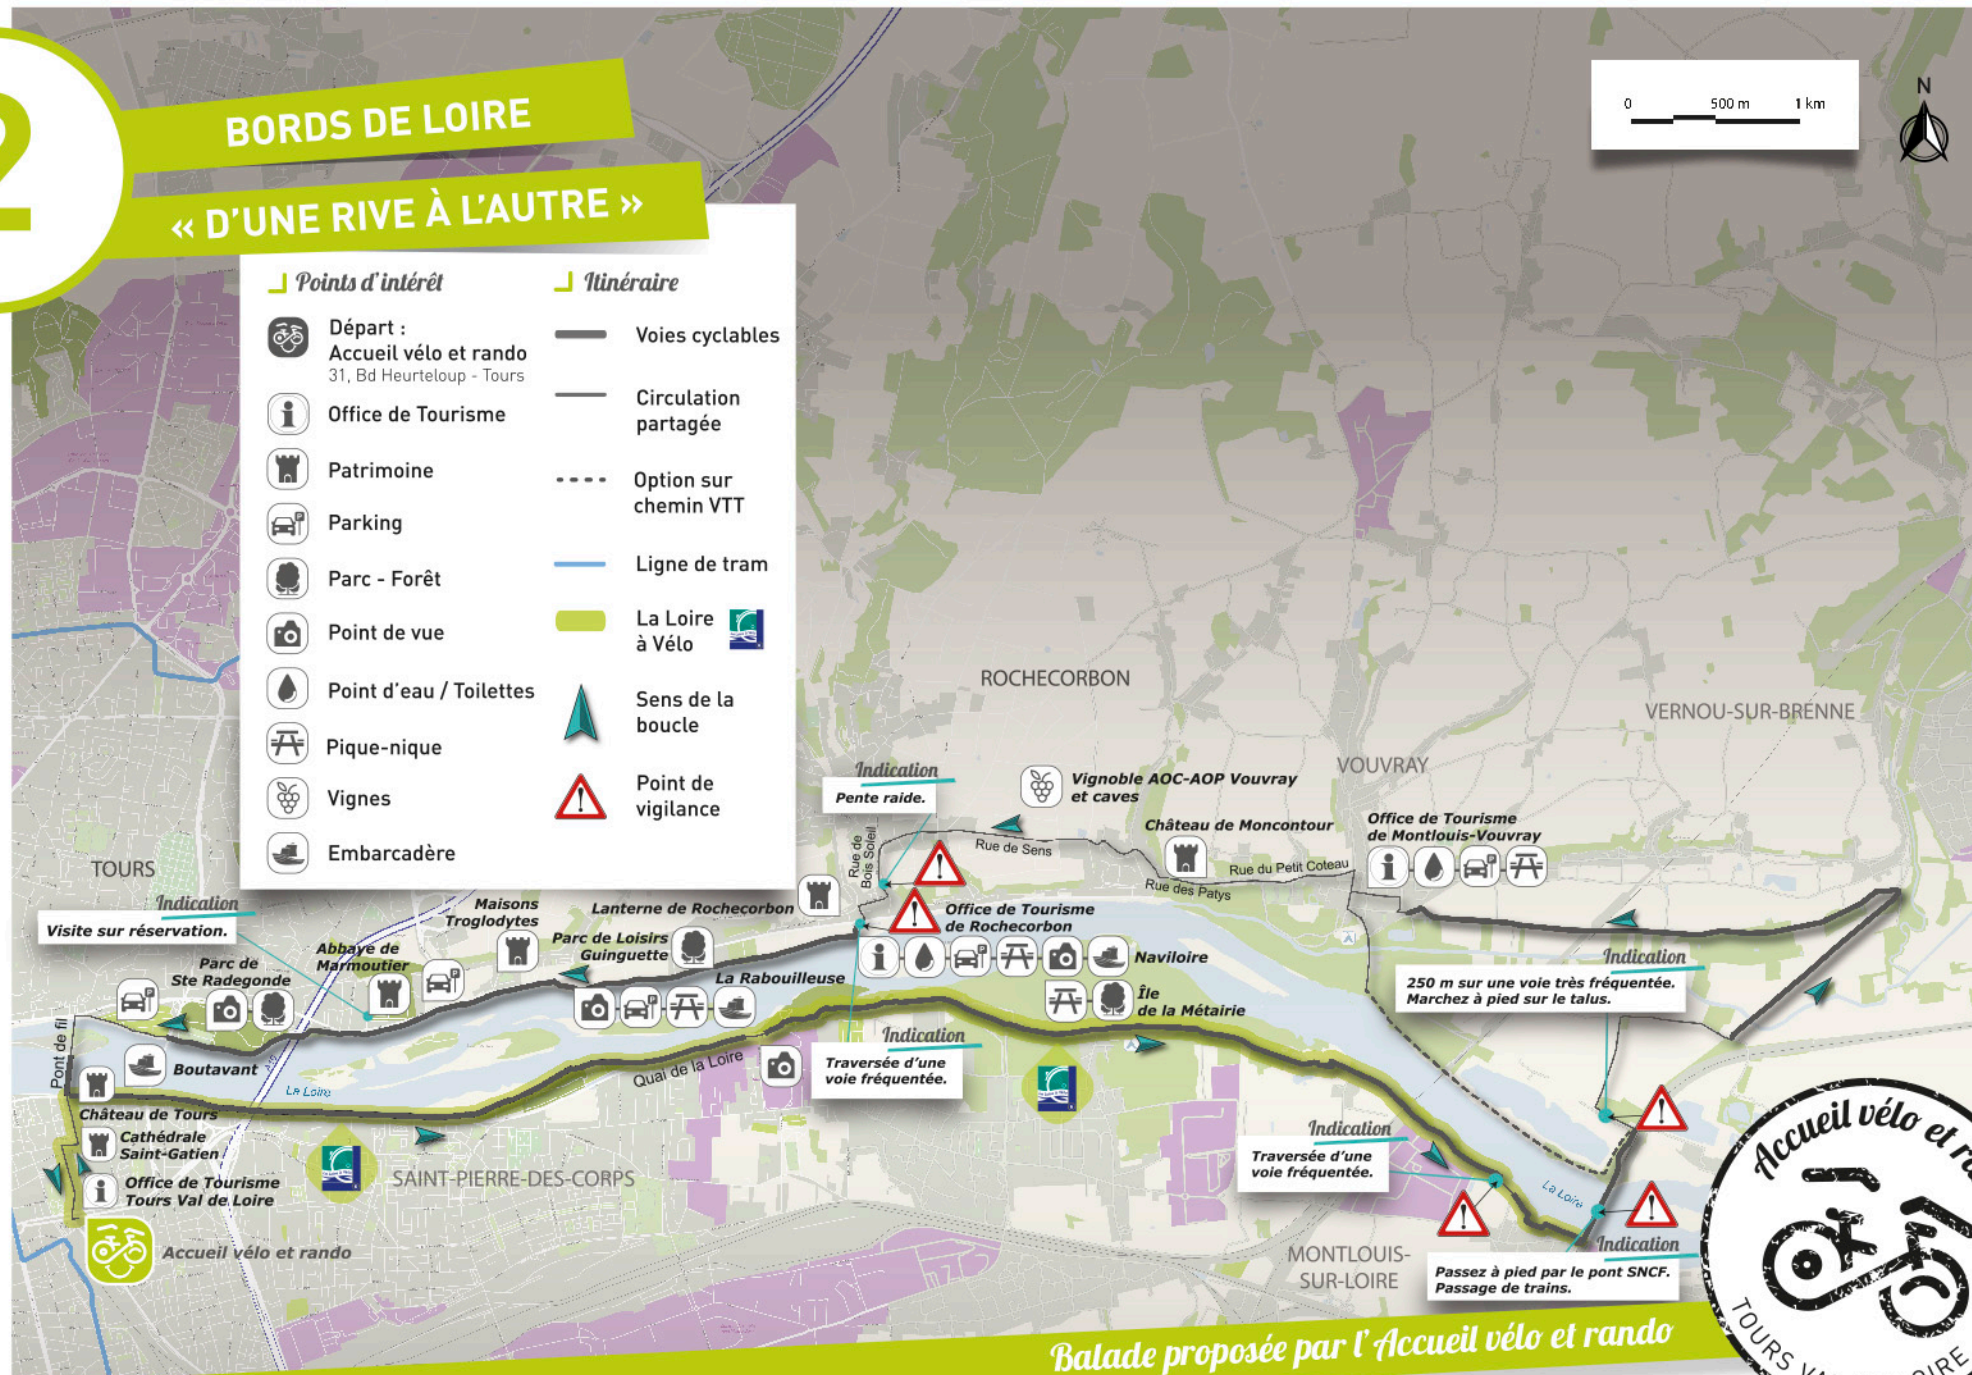 2
BORDS DE LOIRE
« D'UNE RIVE À L'AUTRE »
0 500 m 1 km
N
Points d'intérêt
Départ :
Accueil vélo et rando
31, Bd Heurteloup - Tours
Office de Tourisme
Patrimoine
Parking
Parc - Forêt
Point de vue
Point d'eau / Toilettes
Pique-nique
Vignes
Embarcadère
Itinéraire
Voies cyclables
Circulation
partagée
Option sur
chemin VTT
Ligne de tram
La Loire
à Vélo
Sens de la
boucle
Point de
vigilance
ROCHECORBON
VERNOU-SUR-BRENNE
VOUVRAY
TOURS
Indication
Pente raide.
Vignoble AOC-AOP Vouvray
et caves
Château de Moncontour
Office de Tourisme
de Montlouis-Vouvray
Rue de
Bois Soleil
Rue de Sens
Rue du Petit Coteau
Rue des Patys
Indication
Visite sur réservation.
Maisons
Troglodytes
Lanterne de Rochecorbon
Office de Tourisme
de Rochecorbon
Abbaye de
Marmoutier
Parc de Loisirs
Guinguette
Parc de
Ste Radegonde
La Rabouilleuse
Naviloire
Île
de la Métairie
Indication
250 m sur une voie très fréquentée.
Marchez à pied sur le talus.
Pont de fil
Boutavant
A10
La Loire
Quai de la Loire
Indication
Traversée d'une
voie fréquentée.
Château de Tours
Cathédrale
Saint-Gatien
Office de Tourisme
Tours Val de Loire
Accueil vélo et rando
SAINT-PIERRE-DES-CORPS
Indication
Traversée d'une
voie fréquentée.
La Loire
MONTLOUIS-
SUR-LOIRE
Indication
Passez à pied par le pont SNCF.
Passage de trains.
Balade proposée par l'Accueil vélo et rando
Accueil vélo et
TOURS